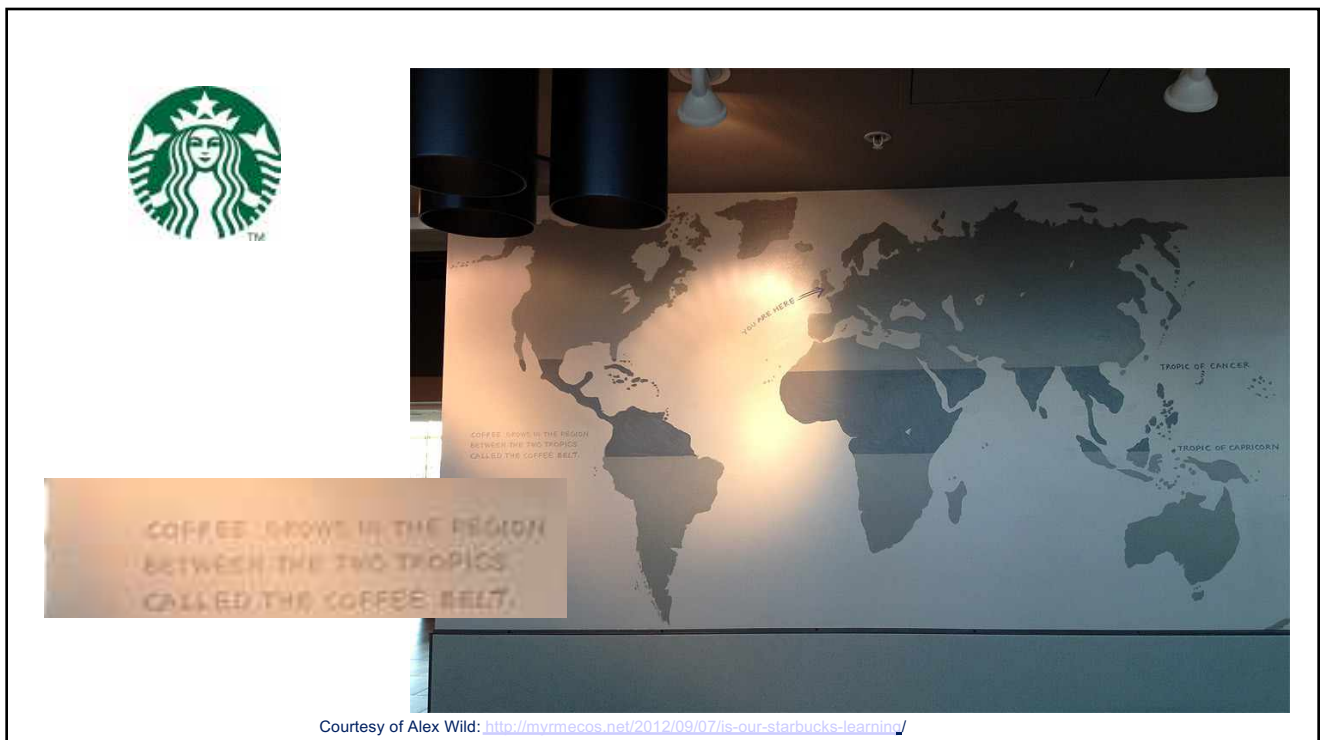 TM
YOU ARE HERE
TROPIC OF CANCER
COFFEE GROWS IN THE REGION
BETWEEN THE TWO TROPICS
CALLED THE COFFEE BELT.
TROPIC OF CAPRICORN
COFFEE GROWS IN THE REGION
BETWEEN THE TWO TROPICS
CALLED THE COFFEE BELT.
Courtesy of Alex Wild: http://myrmecos.net/2012/09/07/is-our-starbucks-learning/